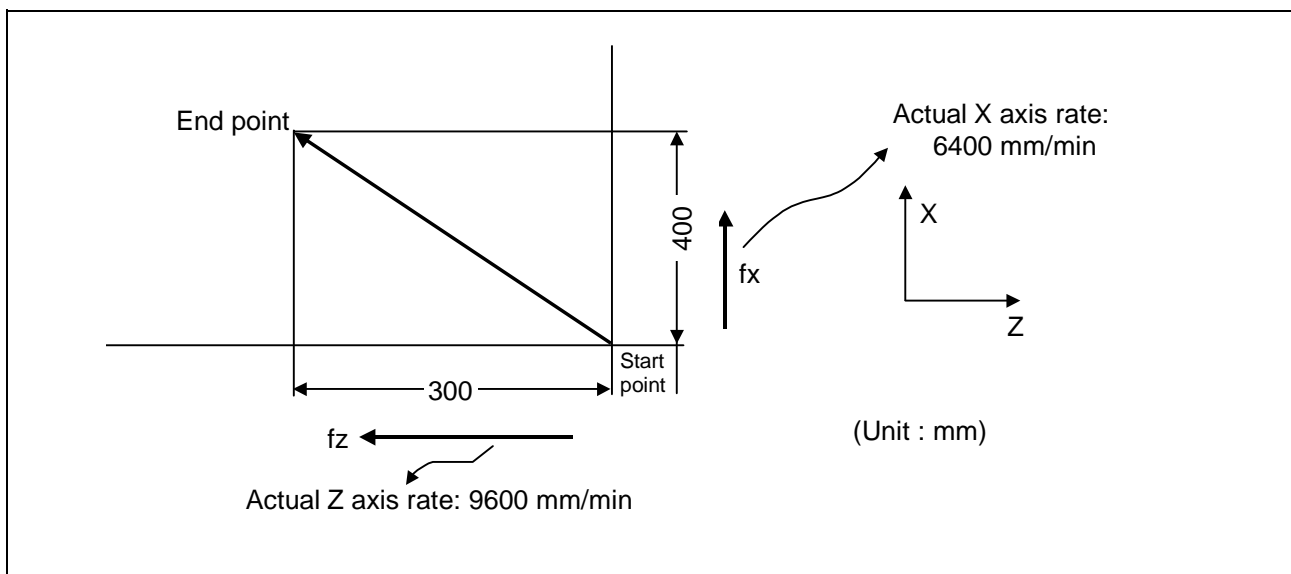 End point
Actual X axis rate:
6400 mm/min
X
400
fx
Z
Start
point
300
fz
(Unit : mm)
Actual Z axis rate: 9600 mm/min